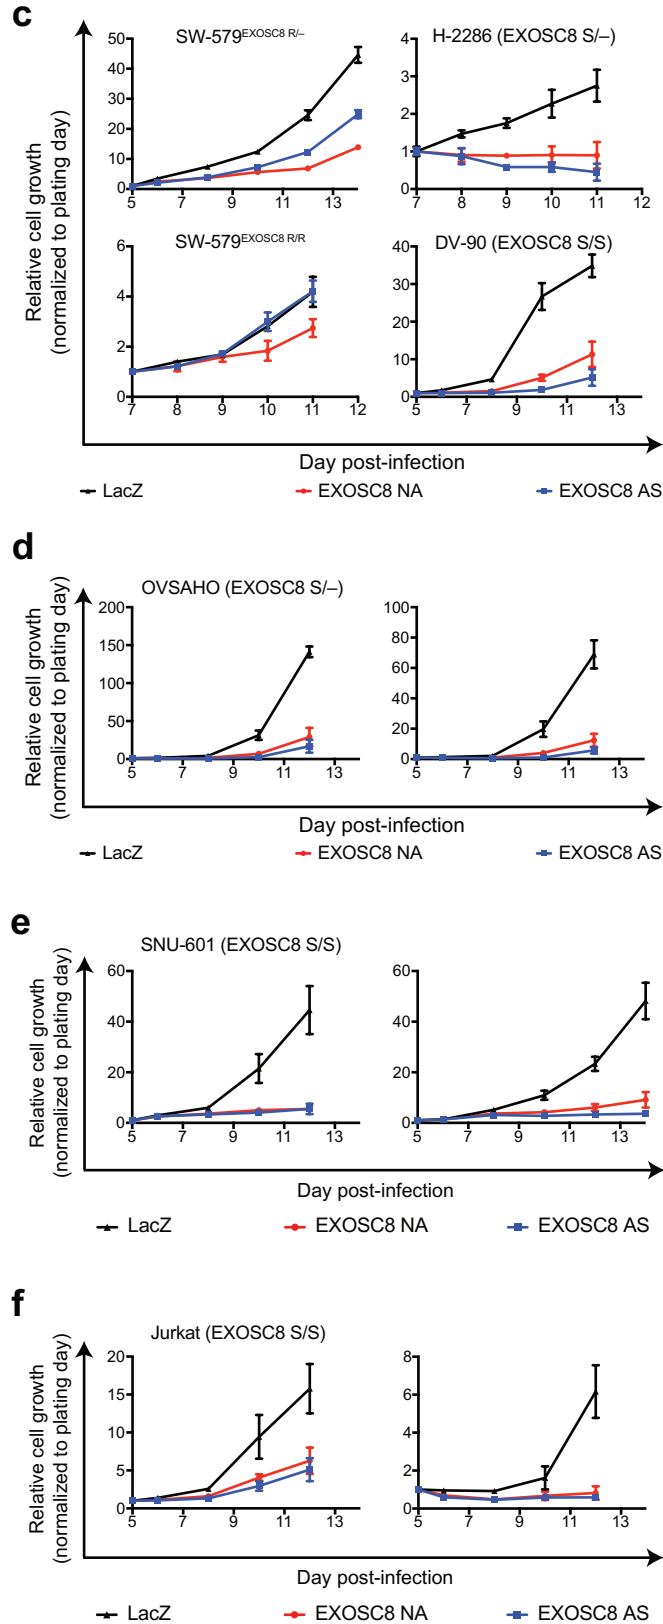 c
SW-579EXOSC8 R/–
H-2286 (EXOSC8 S/–)
50
40
30
20
10
0
5 7 9 11 13
4
3
2
1
0
7 8 9 10 11 12
SW-579EXOSC8 R/R
DV-90 (EXOSC8 S/S)
6
4
2
0
7 8 9 10 11 12
40
30
20
10
0
5 7 9 11 13
Relative cell growth
(normalized to plating day)
Day post-infection
LacZ EXOSC8 NA EXOSC8 AS
d
OVSAHO (EXOSC8 S/–)
200
150
100
50
0
5 7 9 11 13
100
80
60
40
20
0
5 7 9 11 13
Relative cell growth
(normalized to plating day)
Day post-infection
LacZ EXOSC8 NA EXOSC8 AS
e
SNU-601 (EXOSC8 S/S)
60
40
20
0
5 7 9 11 13
60
40
20
0
5 7 9 11 13
Relative cell growth
(normalized to plating day)
Day post-infection
LacZ EXOSC8 NA EXOSC8 AS
f
Jurkat (EXOSC8 S/S)
20
15
10
5
0
5 7 9 11 13
8
6
4
2
0
5 7 9 11 13
Relative cell growth
(normalized to plating day)
Day post-infection
LacZ EXOSC8 NA EXOSC8 AS